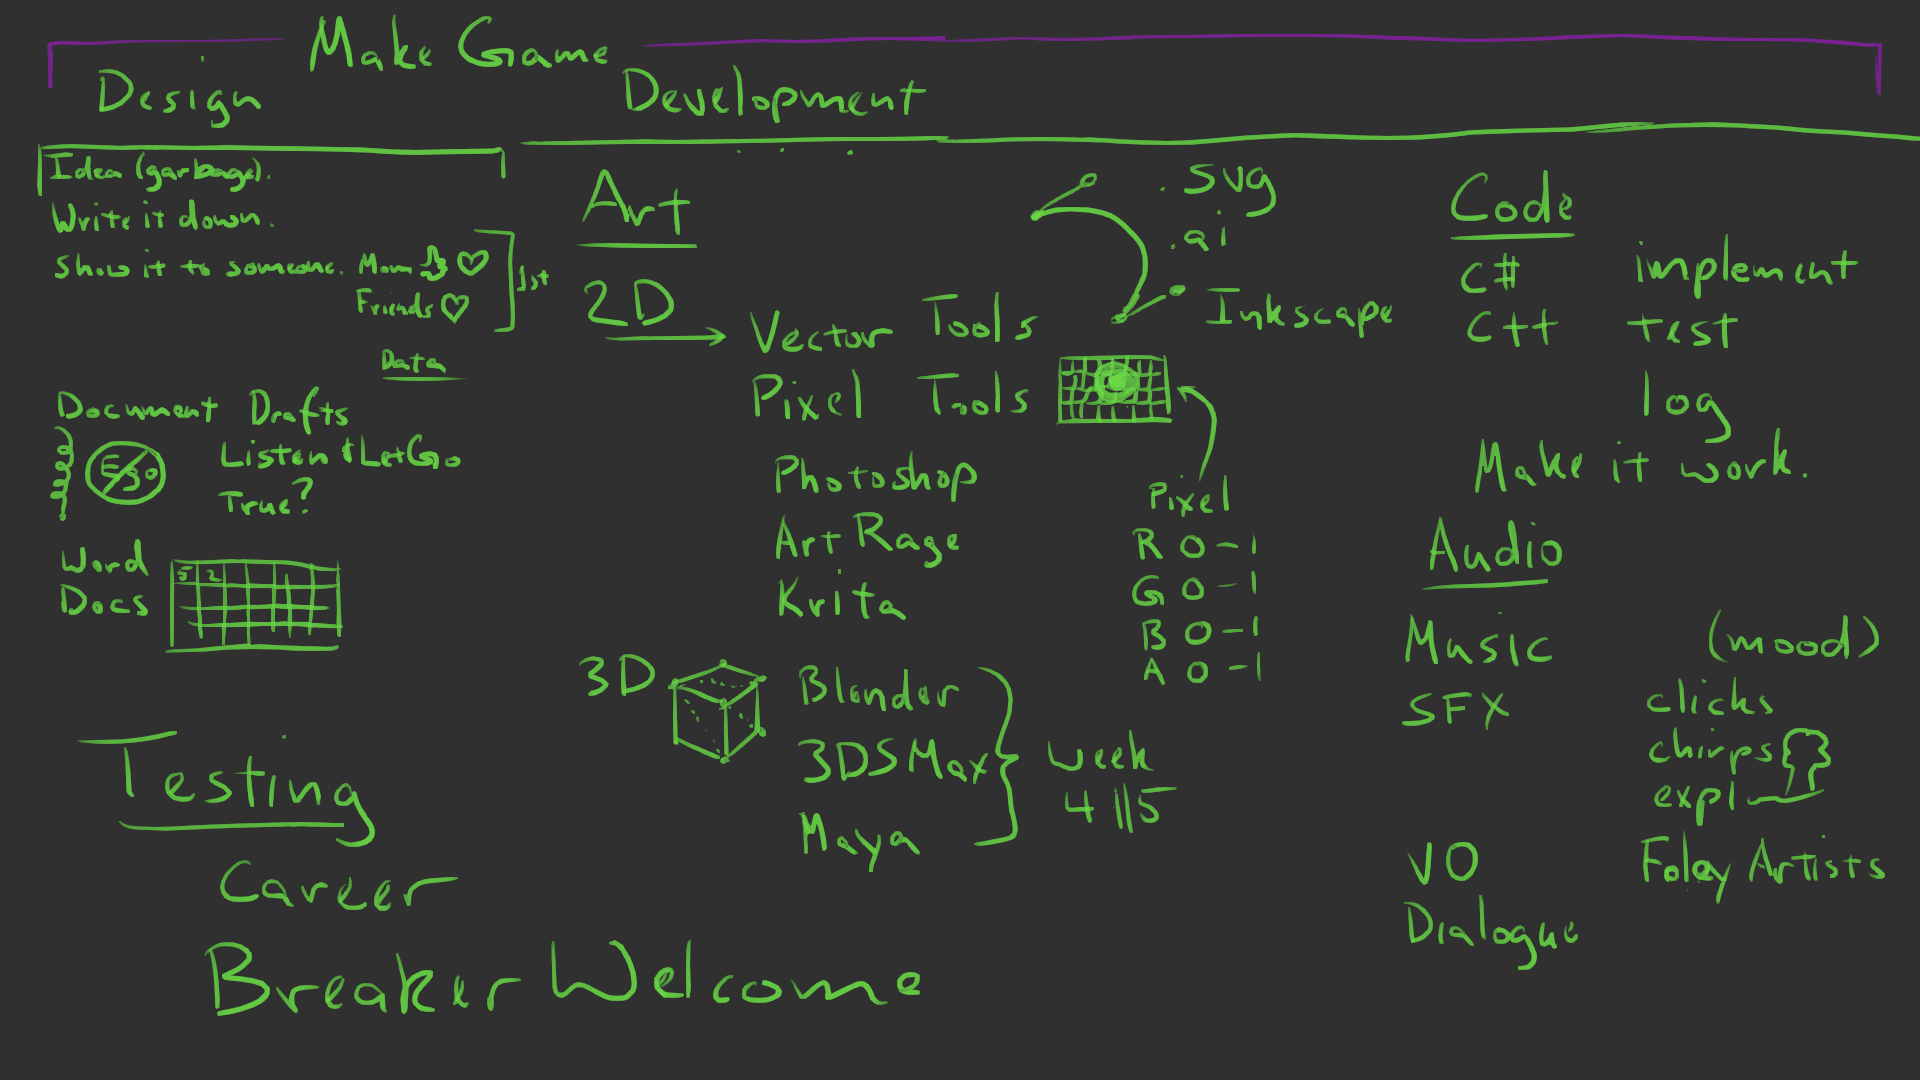 Make Game
Design
Development
Idea (garbage).
Write it down.
Show it to someone. Mom
Friends
1st
Data
Document Drafts
Ego
Listen & Let Go
True?
Word
Docs
5 2
Testing
Career
Breaker Welcome
Art
2D
Vector Tools
Pixel Tools
Photoshop
Art Rage
Krita
.svg
.ai
Inkscape
Pixel
R 0-1
G 0-1
B 0-1
A 0-1
3D
Blender
3DS Max
Maya
week
4||5
Code
C#
C++
implement
test
log
Make it work.
Audio
Music (mood)
SFX
clicks
chirps
expl
VO
Foley Artists
Dialogue